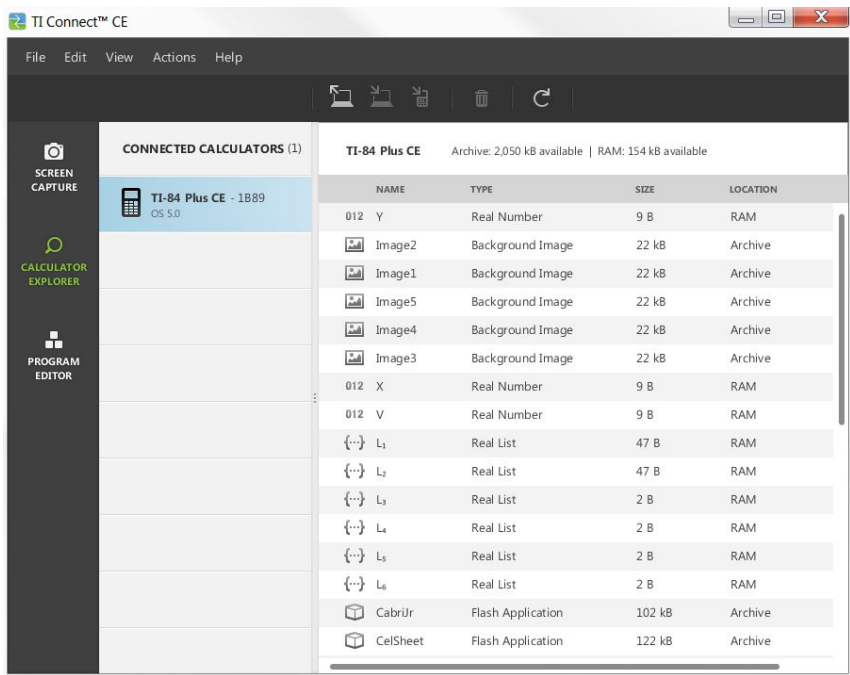 TI Connect™ CE
File Edit View Actions Help
SCREEN
CAPTURE
CALCULATOR
EXPLORER
PROGRAM
EDITOR
CONNECTED CALCULATORS (1)
TI-84 Plus CE - 1B89
OS 5.0
TI-84 Plus CE Archive: 2,050 kB available | RAM: 154 kB available
NAME TYPE SIZE LOCATION
012 Y Real Number 9 B RAM
Image2 Background Image 22 kB Archive
Image1 Background Image 22 kB Archive
Image5 Background Image 22 kB Archive
Image4 Background Image 22 kB Archive
Image3 Background Image 22 kB Archive
012 X Real Number 9 B RAM
012 V Real Number 9 B RAM
{···} L₁ Real List 47 B RAM
{···} L₂ Real List 47 B RAM
{···} L₃ Real List 2 B RAM
{···} L₄ Real List 2 B RAM
{···} L₅ Real List 2 B RAM
{···} L₆ Real List 2 B RAM
CabriJr Flash Application 102 kB Archive
CelSheet Flash Application 122 kB Archive